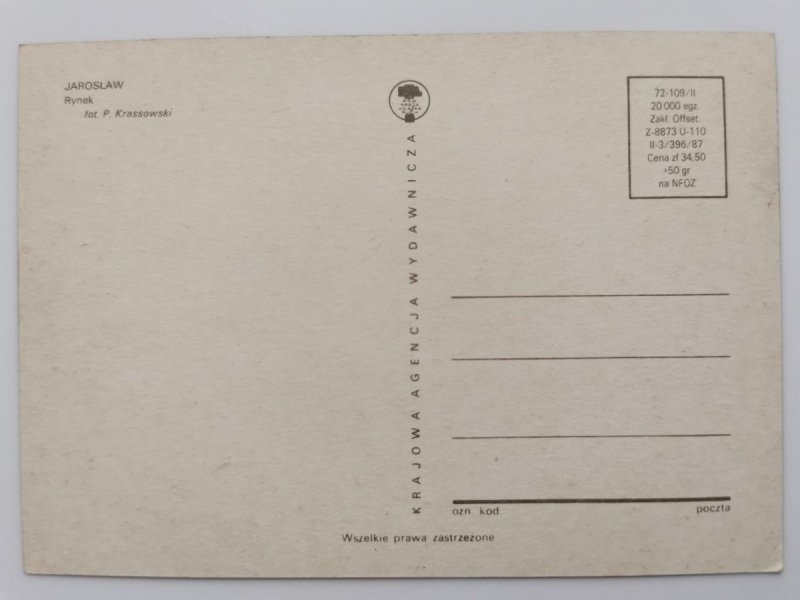 JAROSŁAW
Rynek
fot. P. Krassowski
KRAJOWA AGENCJA WYDAWNICZA
72-109/II
20 000 egz.
Zakł. Offset
Z-8873 U-110
II-3/396/87
Cena zł 34,50
+50 gr
na NFOZ
ozn. kod.
poczta
Wszelkie prawa zastrzeżone